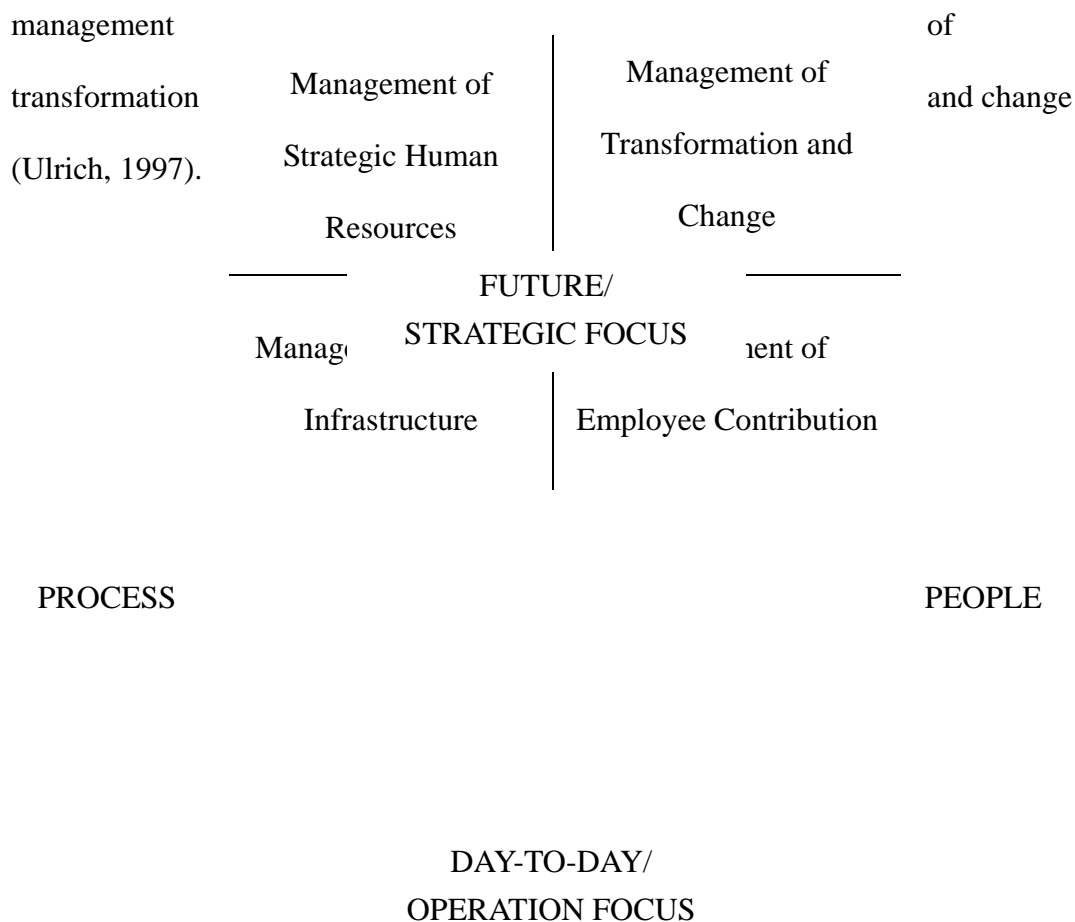 management of
transformation and change
(Ulrich, 1997).
Management of
Strategic Human
Resources
Management of
Transformation and
Change
FUTURE/
STRATEGIC FOCUS
of
Infrastructure
Employee Contribution
PROCESS
PEOPLE
DAY-TO-DAY/
OPERATION FOCUS